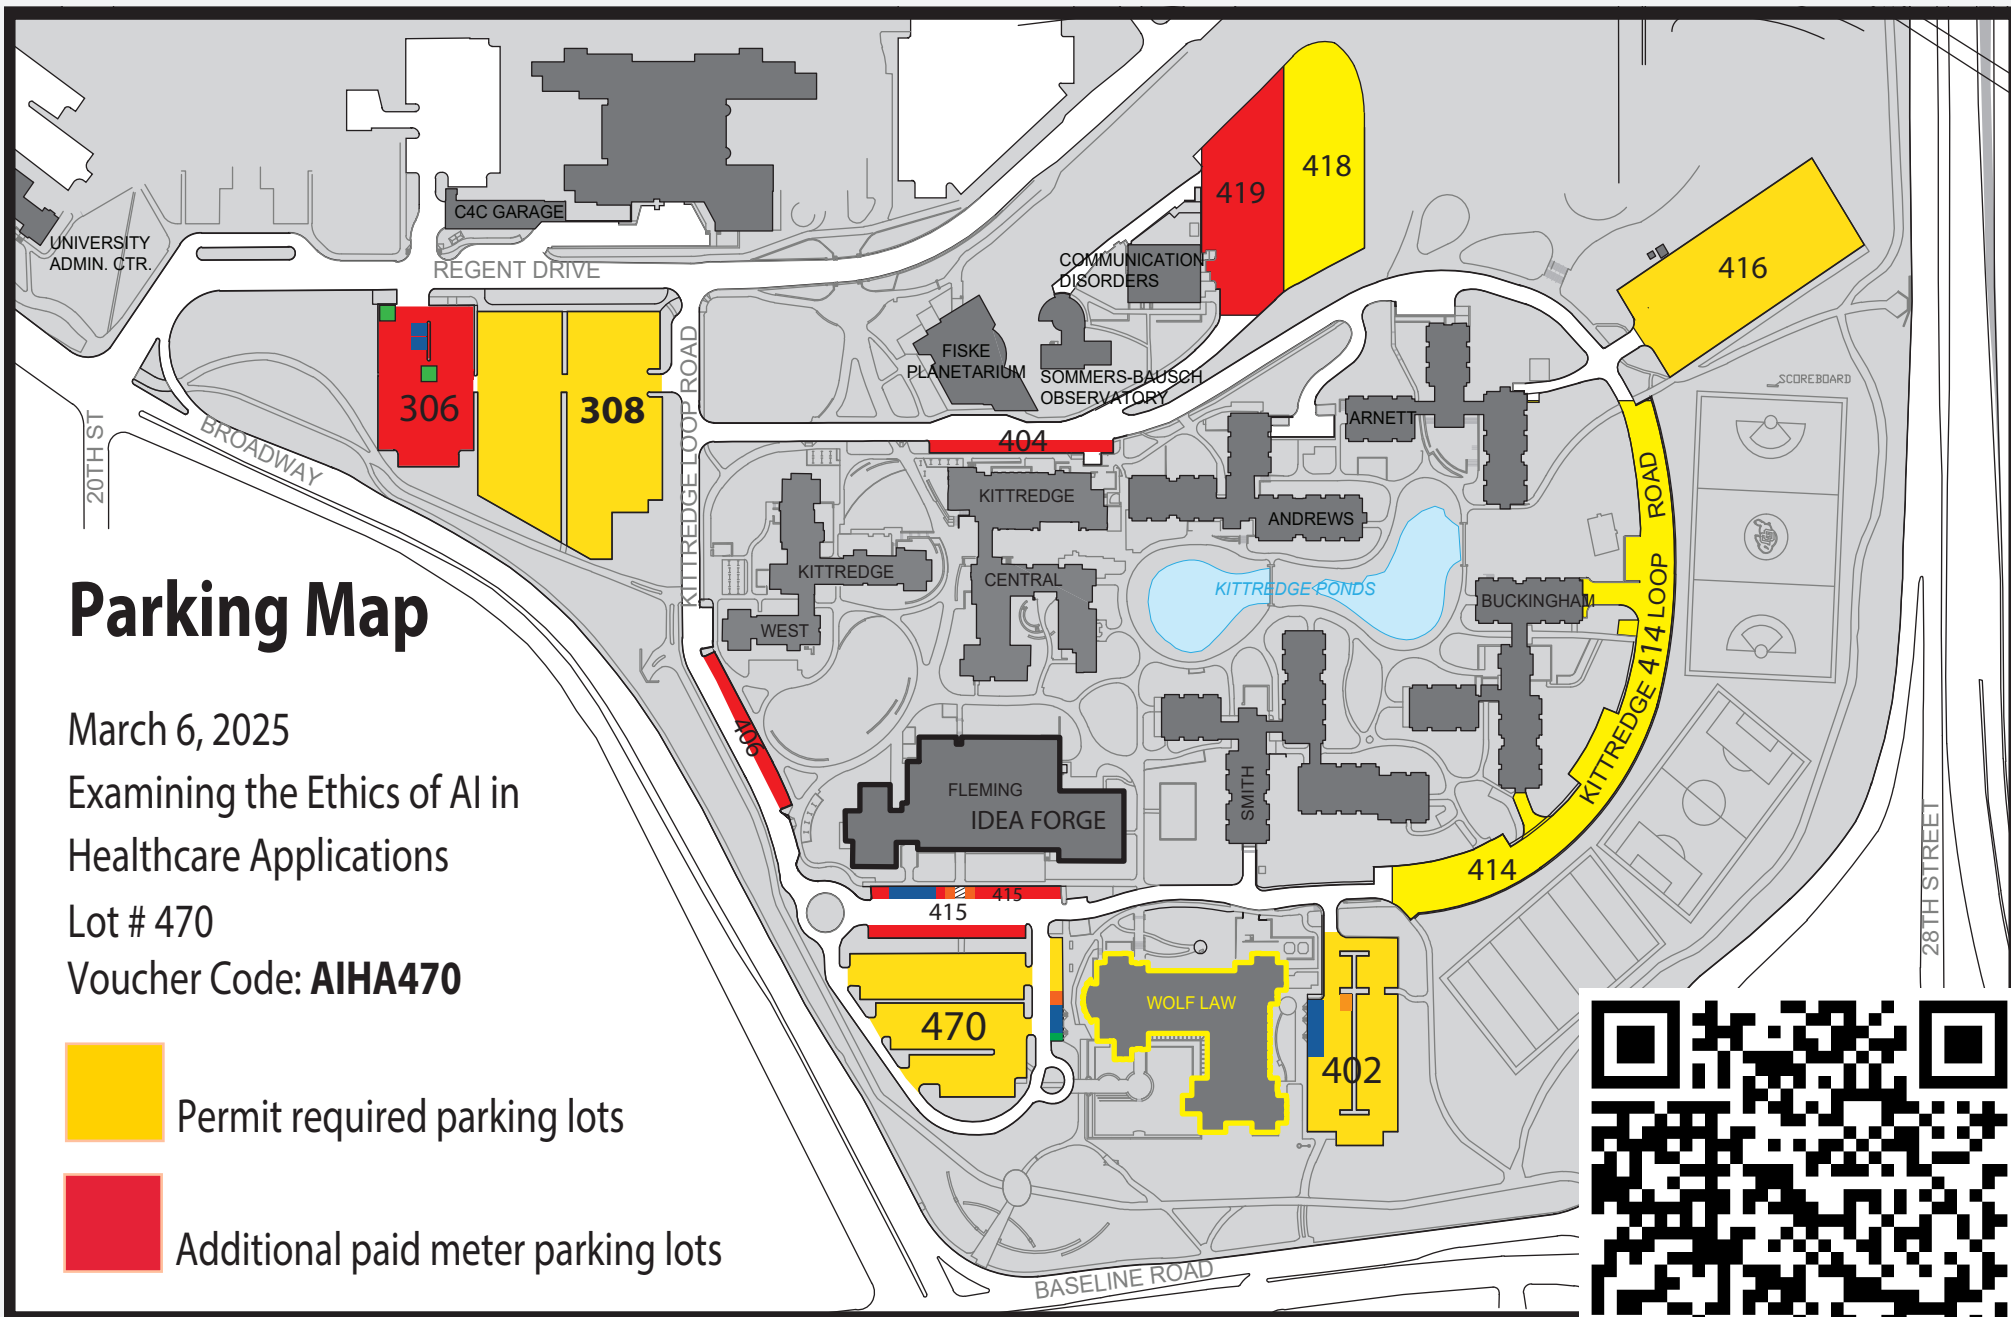 Parking Map
March 6, 2025
Examining the Ethics of AI in
Healthcare Applications
Lot # 470
Voucher Code: AIHA470
Permit required parking lots
Additional paid meter parking lots
UNIVERSITY
ADMIN. CTR.
C4C GARAGE
REGENT DRIVE
20TH ST
BROADWAY
306
308
KITTREDGE LOOP ROAD
419
418
416
COMMUNICATION
DISORDERS
FISKE
PLANETARIUM
SOMMERS-BAUSCH
OBSERVATORY
404
ARNETT
SCOREBOARD
KITTREDGE
ANDREWS
KITTREDGE
CENTRAL
WEST
KITTREDGE PONDS
BUCKINGHAM
KITTREDGE 414 LOOP ROAD
406
FLEMING
IDEA FORGE
SMITH
414
415
415
470
WOLF LAW
402
28TH STREET
BASELINE ROAD